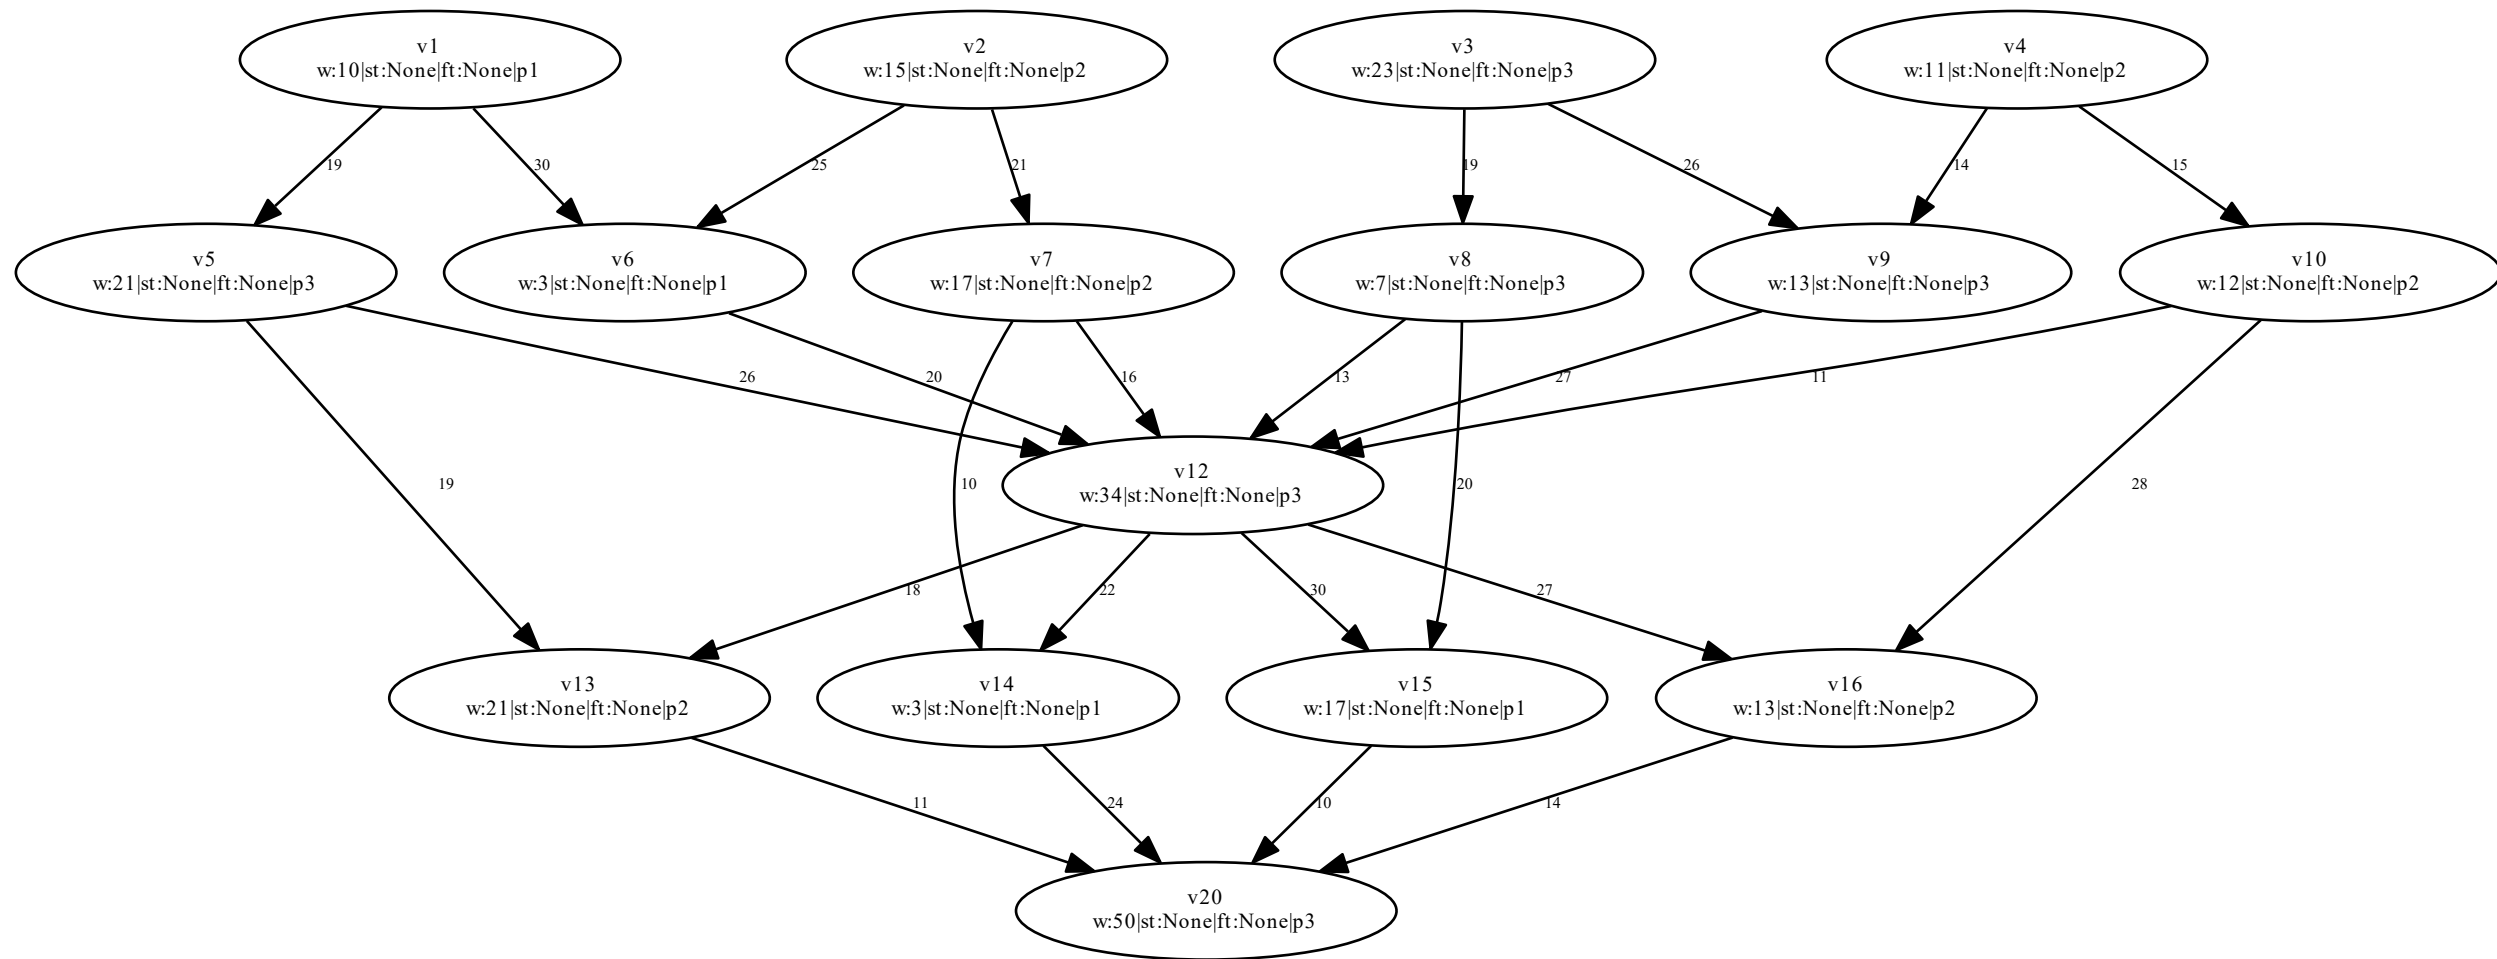 v1
w:10|st:None|ft:None|p1
v2
w:15|st:None|ft:None|p2
v3
w:23|st:None|ft:None|p3
v4
w:11|st:None|ft:None|p2
19
30
25
21
19
26
14
15
v5
w:21|st:None|ft:None|p3
v6
w:3|st:None|ft:None|p1
v7
w:17|st:None|ft:None|p2
v8
w:7|st:None|ft:None|p3
v9
w:13|st:None|ft:None|p3
v10
w:12|st:None|ft:None|p2
26
20
16
13
27
11
v12
w:34|st:None|ft:None|p3
19
10
20
28
18
22
30
27
v13
w:21|st:None|ft:None|p2
v14
w:3|st:None|ft:None|p1
v15
w:17|st:None|ft:None|p1
v16
w:13|st:None|ft:None|p2
11
24
10
14
v20
w:50|st:None|ft:None|p3